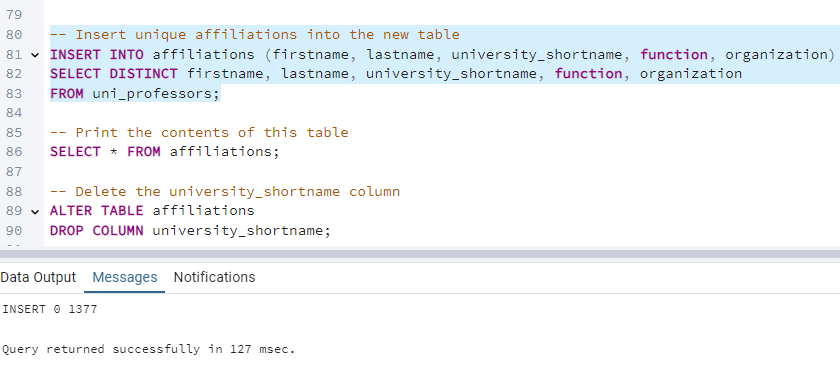 79
80 -- Insert unique affiliations into the new table
81 INSERT INTO affiliations (firstname, lastname, university_shortname, function, organization)
82 SELECT DISTINCT firstname, lastname, university_shortname, function, organization
83 FROM uni_professors;
84
85 -- Print the contents of this table
86 SELECT * FROM affiliations;
87
88 -- Delete the university_shortname column
89 ALTER TABLE affiliations
90 DROP COLUMN university_shortname;
Data Output Messages Notifications
INSERT 0 1377
Query returned successfully in 127 msec.